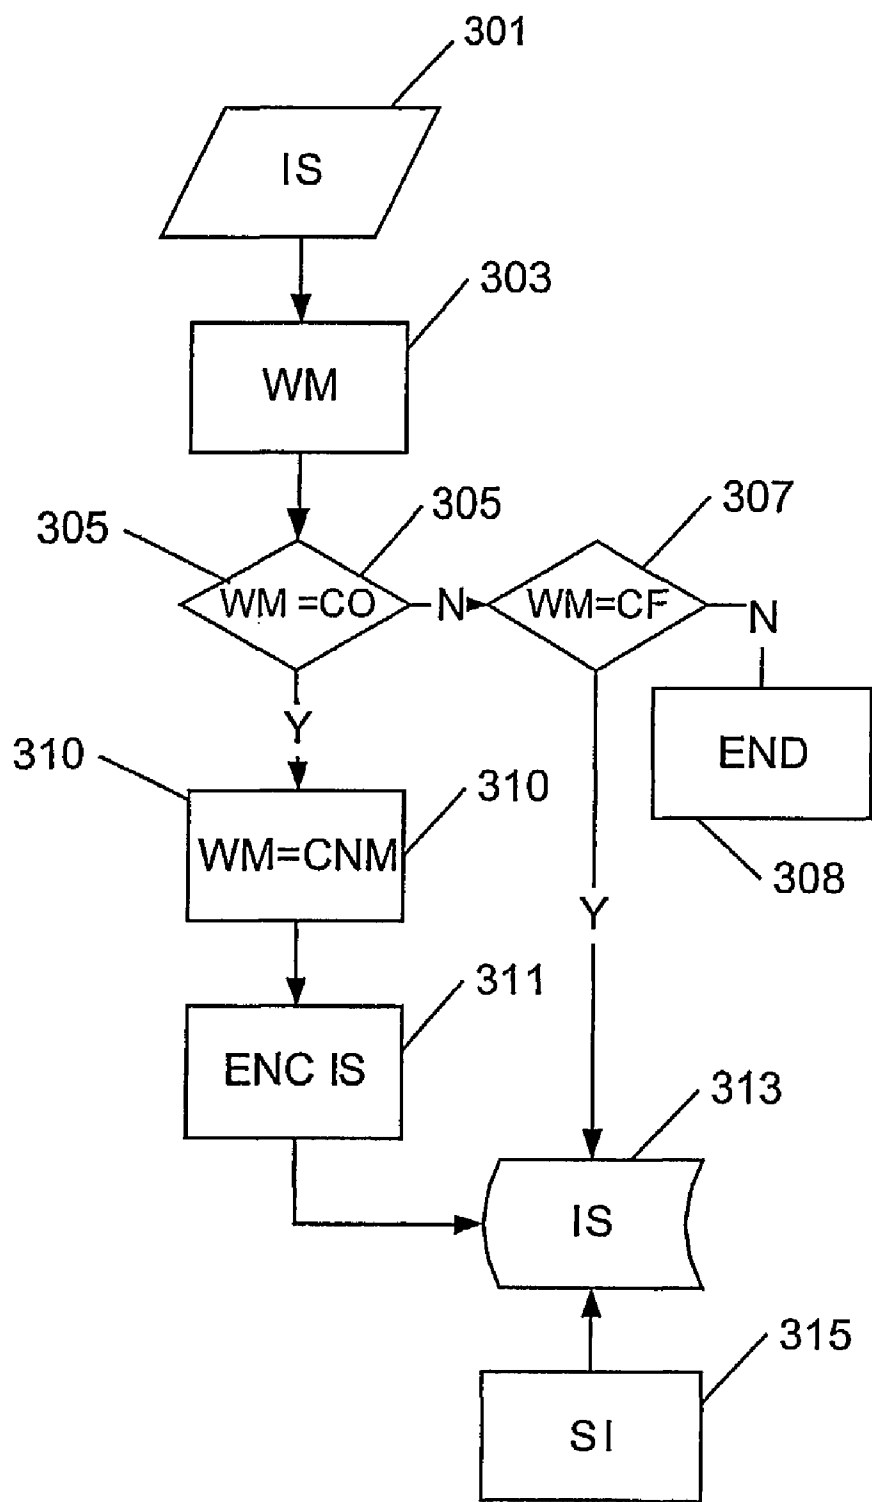 301
IS
303
WM
305
305
307
WM =CO
N
WM=CF
N
Y
310
310
WM=CNM
END
308
Y
311
ENC IS
313
IS
315
SI